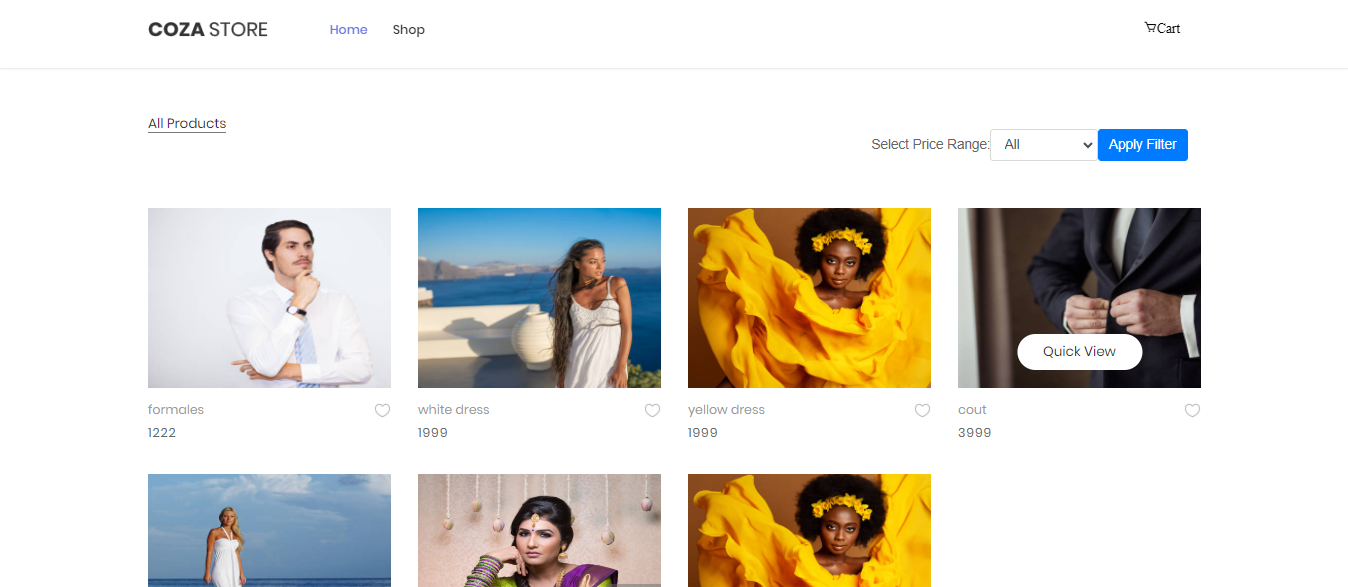 COZA STORE
Home
Shop
Cart
All Products
Select Price Range:
All
Apply Filter
Quick View
formales
white dress
yellow dress
cout
1222
1999
1999
3999